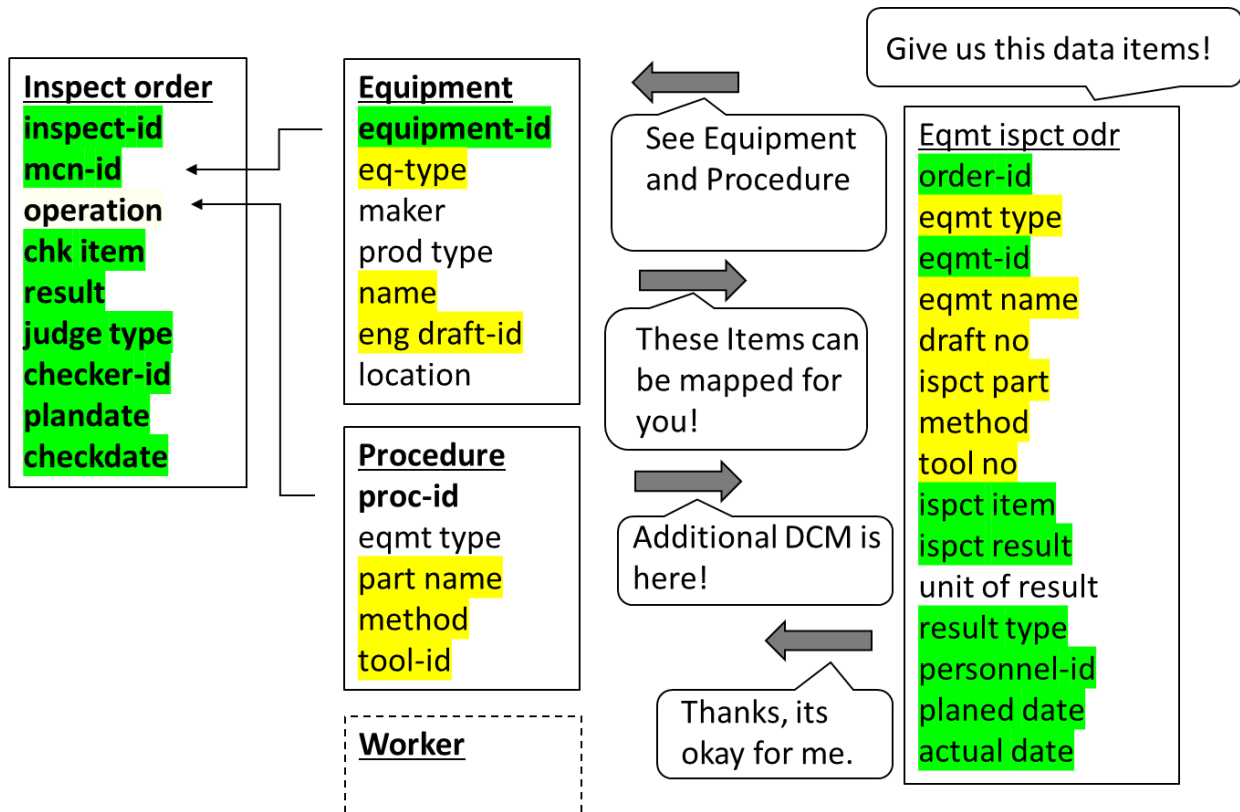 Inspect order
inspect-id
mcn-id
operation
chk item
result
judge type
checker-id
plandate
checkdate
Equipment
equipment-id
eq-type
maker
prod type
name
eng draft-id
location
Procedure
proc-id
eqmt type
part name
method
tool-id
Worker
See Equipment
and Procedure
These Items can
be mapped for
you!
Additional DCM is
here!
Thanks, its
okay for me.
Give us this data items!
Eqmt ispct odr
order-id
eqmt type
eqmt-id
eqmt name
draft no
ispct part
method
tool no
ispct item
ispct result
unit of result
result type
personnel-id
planed date
actual date